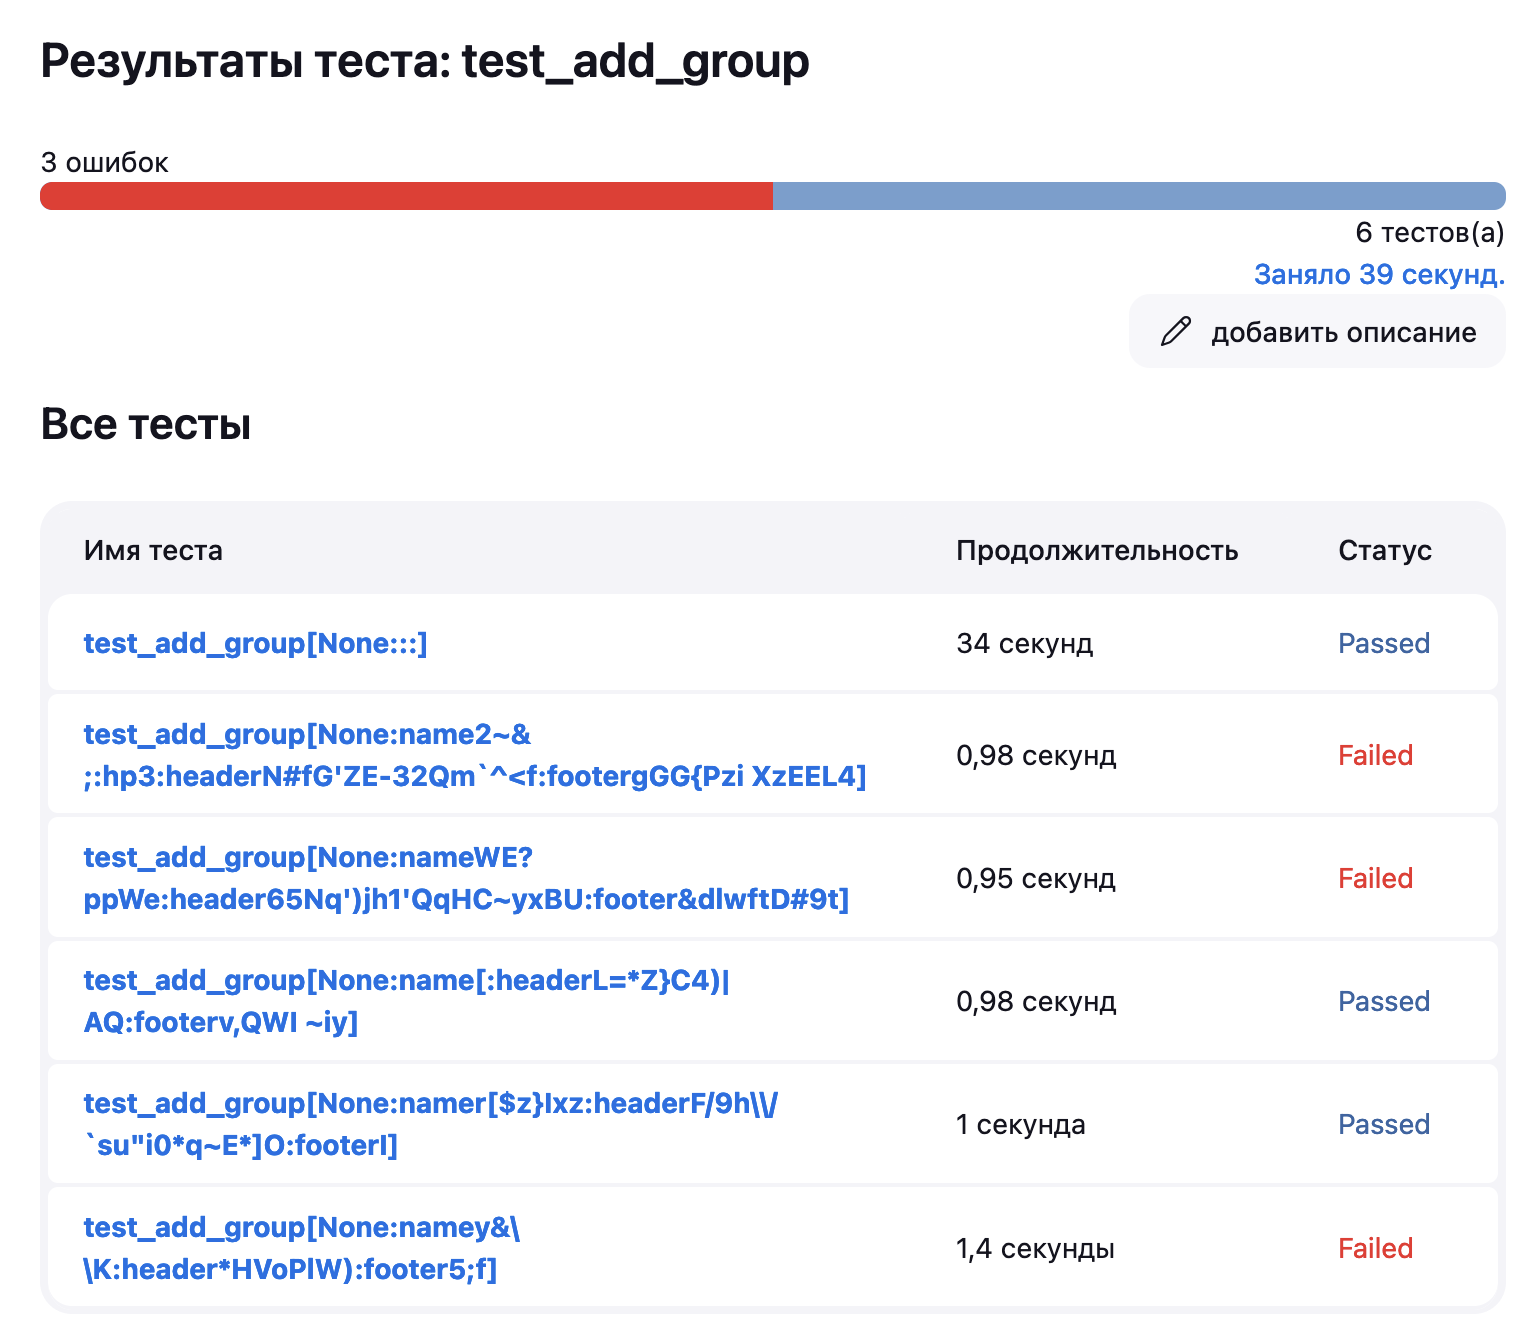 Результаты теста: test_add_group
3 ошибок
6 тестов(а)
Заняло 39 секунд.
добавить описание
Все тесты
Имя теста Продолжительность Статус
test_add_group[None:::] 34 секунд Passed
test_add_group[None:name2~&
;:hp3:headerN#fG'ZE-32Qm`^<f:footergGG{Pzi XzEEL4] 0,98 секунд Failed
test_add_group[None:nameWE?
ppWe:header65Nq')jh1'QqHC~yxBU:footer&dlwftD#9t] 0,95 секунд Failed
test_add_group[None:name[:headerL=*Z}C4)|
AQ:footerv,QWI ~iy] 0,98 секунд Passed
test_add_group[None:namer[$z}Ixz:headerF/9h\\/
`su"i0*q~E*]O:footerI] 1 секунда Passed
test_add_group[None:namey&\
\K:header*HVoPlW):footer5;f] 1,4 секунды Failed